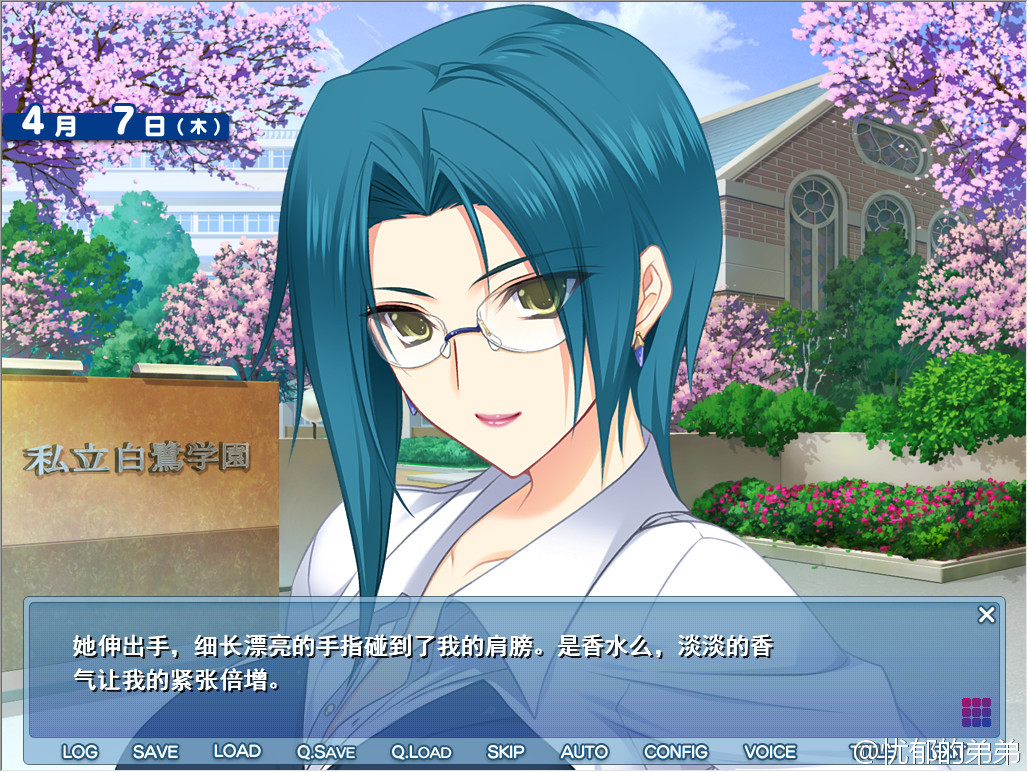 4月 7日(木)
私立白鷺学園
她伸出手，细长漂亮的手指碰到了我的肩膀。是香水么，淡淡的香
气让我的紧张倍增。
LOG SAVE LOAD Q.SAVE Q.LOAD SKIP AUTO CONFIG VOICE
@忧郁的弟弟